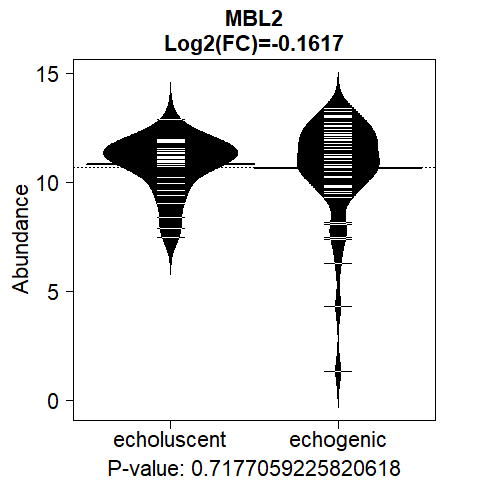 MBL2
Log2(FC)=-0.1617
15
10
5
0
Abundance
echoluscent echogenic
P-value: 0.7177059225820618